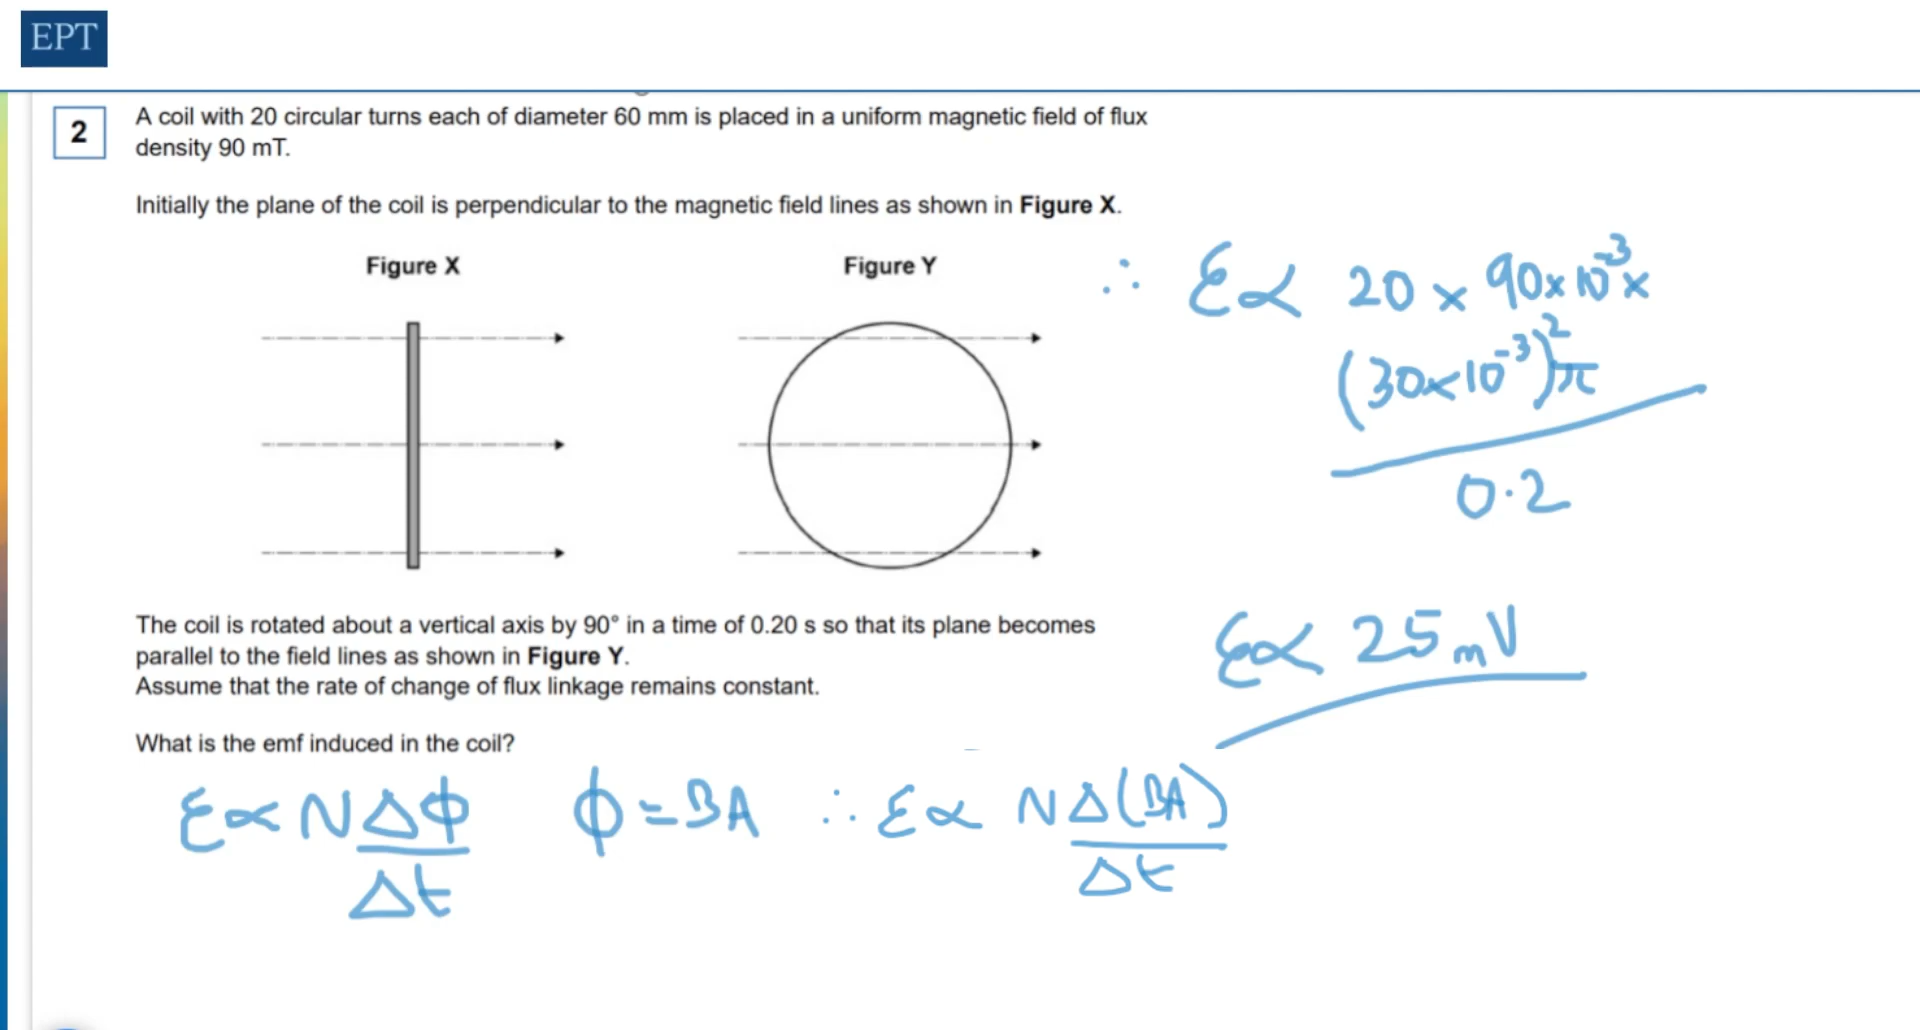 EPT
2
A coil with 20 circular turns each of diameter 60 mm is placed in a uniform magnetic field of flux
density 90 mT.
Initially the plane of the coil is perpendicular to the magnetic field lines as shown in Figure X.
Figure X
Figure Y
∴ Ɛ ∝ 20 × 90×10⁻³ ×
(30×10⁻³)²π
0.2
The coil is rotated about a vertical axis by 90° in a time of 0.20 s so that its plane becomes
parallel to the field lines as shown in Figure Y.
Assume that the rate of change of flux linkage remains constant.
Ɛ ∝ 25 mV
What is the emf induced in the coil?
Ɛ ∝ NΔϕ ϕ = BA ∴ Ɛ ∝ NΔ(BA)
Δt Δt